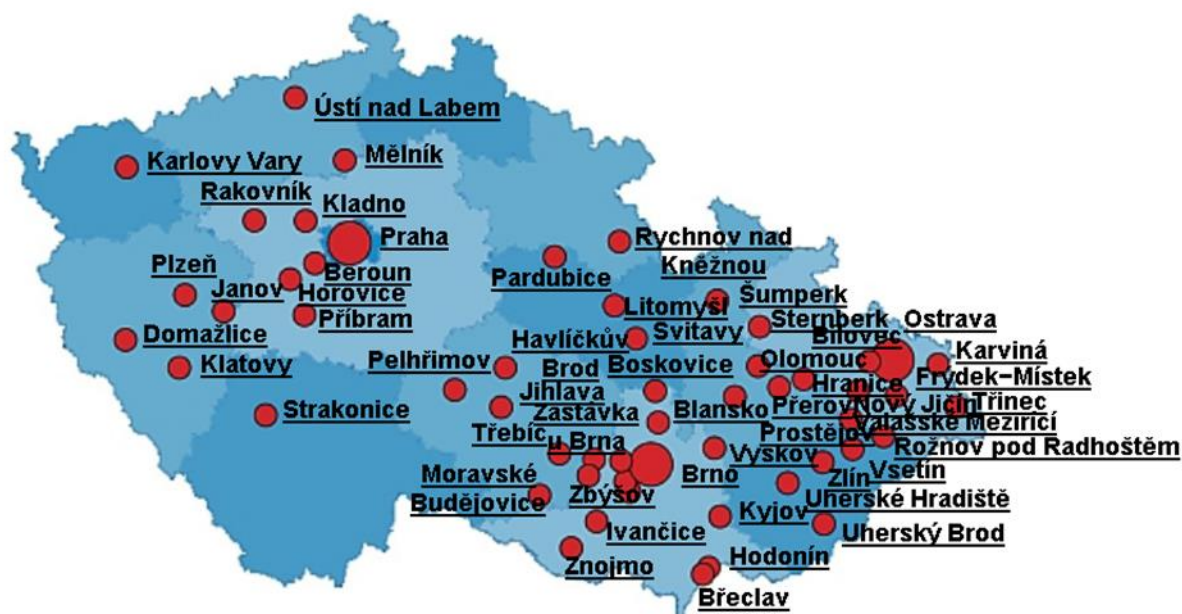 Ústí nad Labem
Mělník
Karlovy Vary
Rakovník
Kladno
Praha
Rychnov nad
Kněžnou
Plzeň
Beroun
Pardubice
Janov
Horovice
Šumperk
Litomyšl
Příbram
Sternberk
Ostrava
Domažlice
Havlíčkův
Brod
Svitavy
Bílovec
Karviná
Klatovy
Pelhřimov
Boskovice
Olomouc
Frýdek-Místek
Hranice
Jihlava
Přerov
Nový Jičín
Třinec
Strakonice
Zastávka
u Brna
Blansko
Valašské Meziříčí
Třebíč
Prostějov
Rožnov pod Radhoštěm
Vyskov
Moravské
Budějovice
Brno
Zlín
Vsetín
Zbýšov
Uherské Hradiště
Ivančice
Kyjov
Uherský Brod
Znojmo
Hodonín
Břeclav